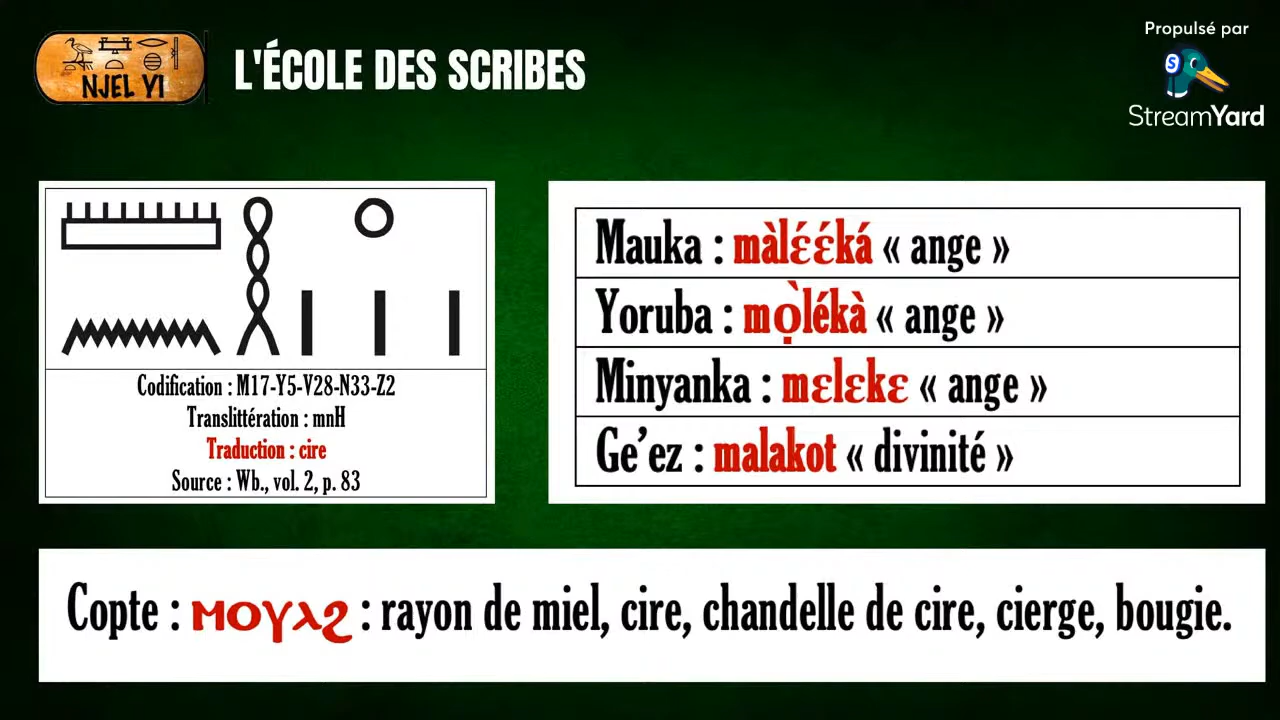 NJEL YI
L'ÉCOLE DES SCRIBES
Propulsé par
StreamYard
Codification : M17-Y5-V28-N33-Z2
Translittération : mnH
Traduction : cire
Source : Wb., vol. 2, p. 83
Mauka : màlɛ́ɛ́ká « ange »
Yoruba : mọ̀lékà « ange »
Minyanka : mɛlɛkɛ « ange »
Ge’ez : malakot « divinité »
Copte : ⲙⲟⲩⲗϩ : rayon de miel, cire, chandelle de cire, cierge, bougie.